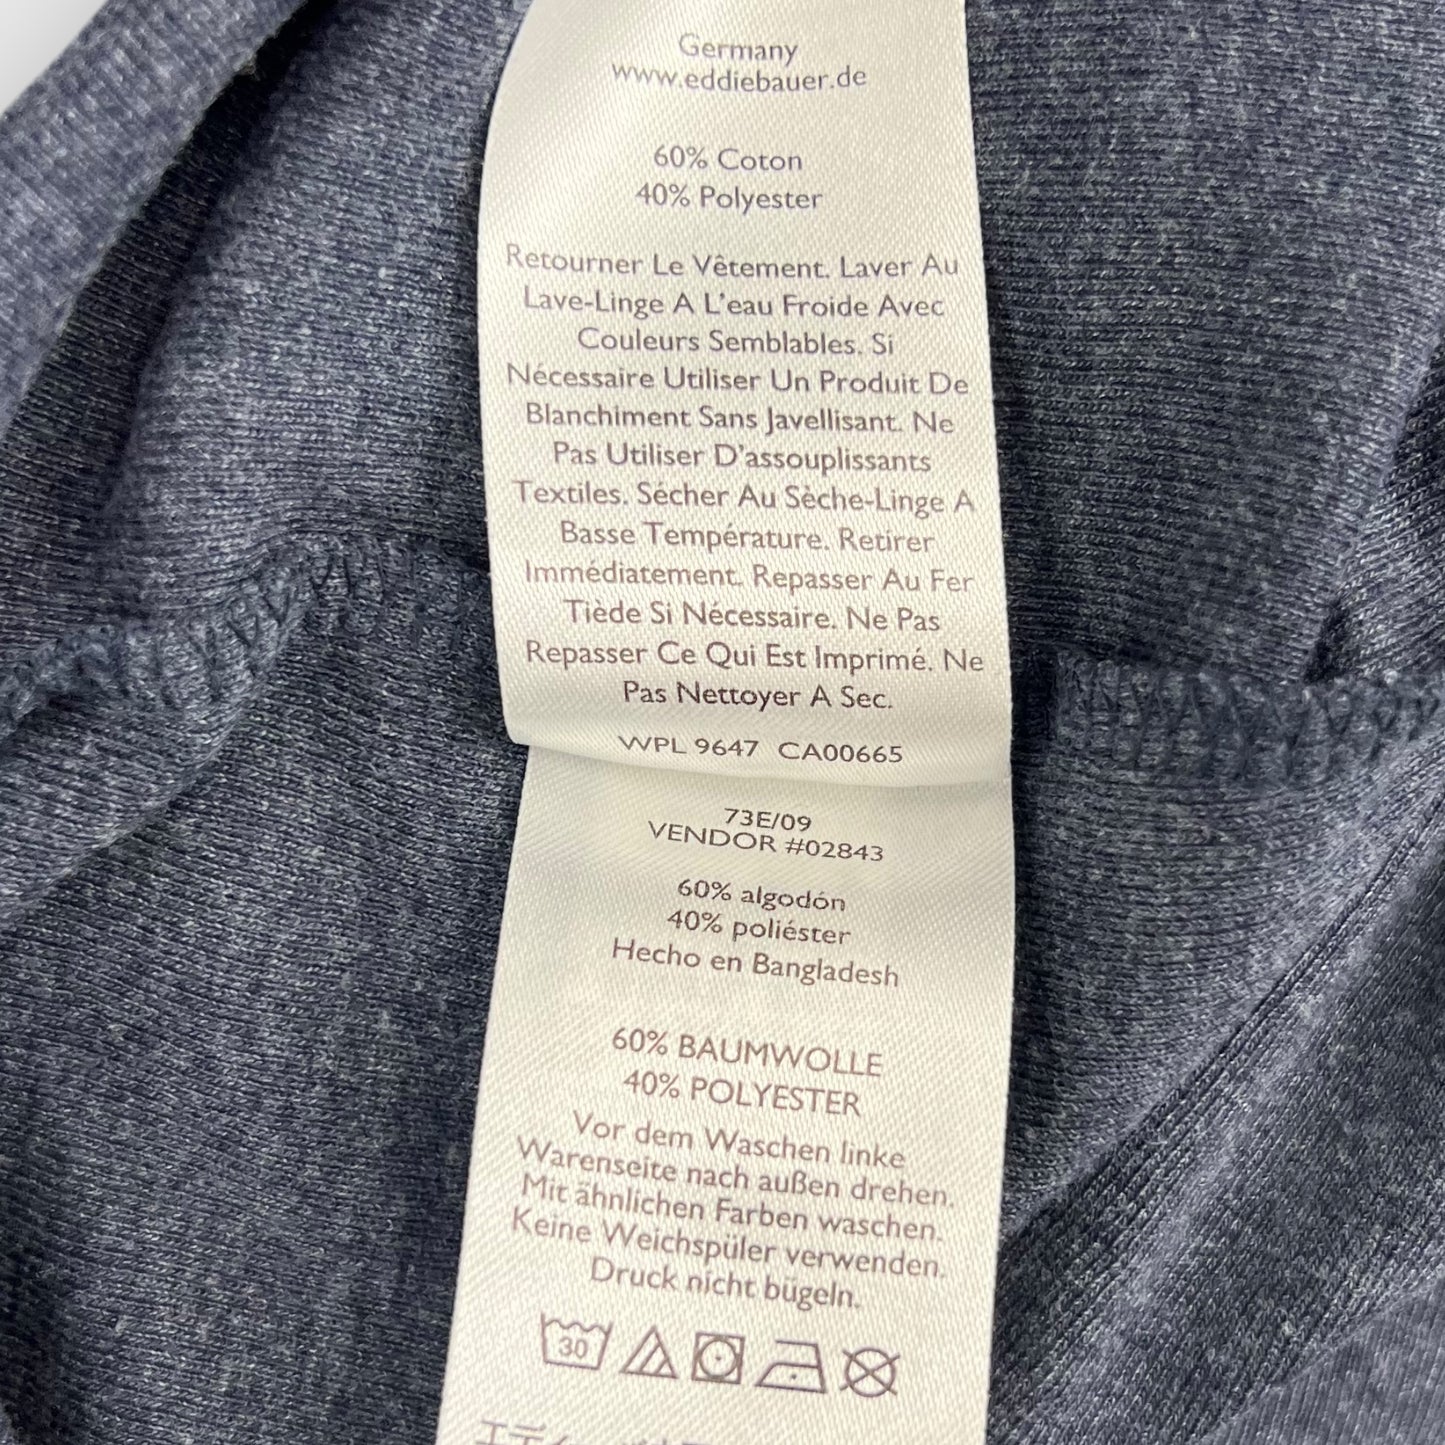 Germany
www.eddiebauer.de
60% Coton
40% Polyester
Retourner Le Vêtement. Laver Au
Lave-Linge A L'eau Froide Avec
Couleurs Semblables. Si
Nécessaire Utiliser Un Produit De
Blanchiment Sans Javellisant. Ne
Pas Utiliser D'assouplissants
Textiles. Sécher Au Sèche-Linge A
Basse Température. Retirer
Immédiatement. Repasser Au Fer
Tiède Si Nécessaire. Ne Pas
Repasser Ce Qui Est Imprimé. Ne
Pas Nettoyer A Sec.
WPL 9647 CA00665
73E/09
VENDOR #02843
60% algodón
40% poliéster
Hecho en Bangladesh
60% BAUMWOLLE
40% POLYESTER
Vor dem Waschen linke
Warenseite nach außen drehen.
Mit ähnlichen Farben waschen.
Keine Weichspüler verwenden.
Druck nicht bügeln.
30